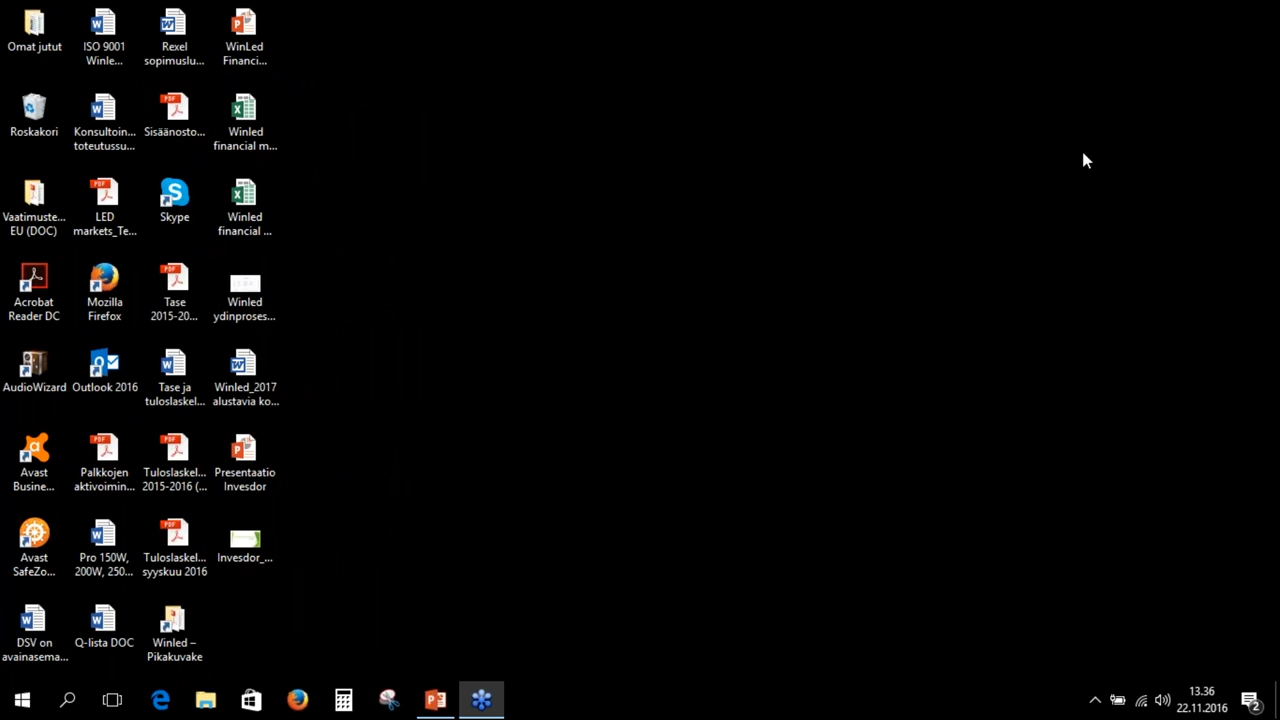 Omat jutut
ISO 9001
Winle...
Rexel
sopimuslu...
WinLed
Financi...
Roskakori
Konsultoin...
toteutussu...
Sisäänosto...
Winled
financial m...
Vaatimuste...
EU (DOC)
LED
markets_Te...
Skype
Winled
financial ...
Acrobat
Reader DC
Mozilla
Firefox
Tase
2015-20...
Winled
ydinproses...
AudioWizard
Outlook 2016
Tase ja
tuloslaskel...
Winled_2017
alustavia ko...
Avast
Busine...
Palkkojen
aktivoimin...
Tuloslaskel...
2015-2016 (...
Presentaatio
Invesdor
Avast
SafeZo...
Pro 150W,
200W, 250...
Tuloslaskel...
syyskuu 2016
Invesdor_...
DSV on
avainasema...
Q-lista DOC
Winled –
Pikakuvake
13.36
22.11.2016
2